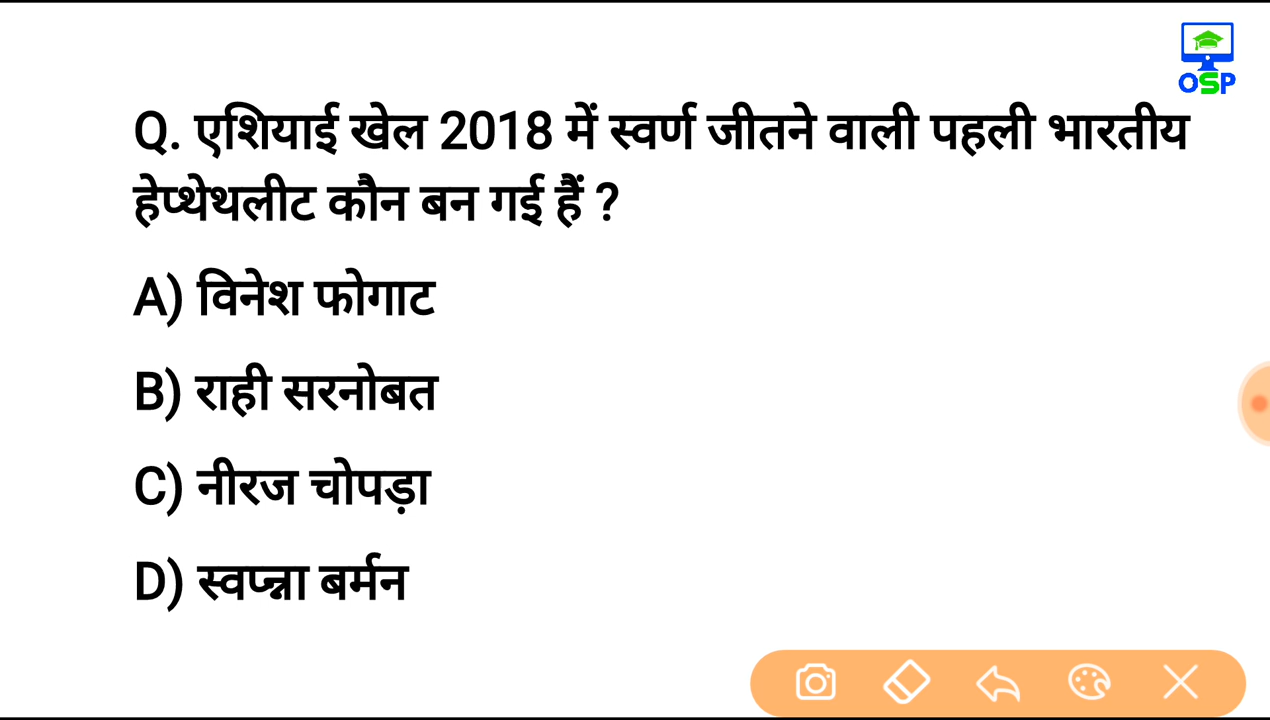 OSP
Q. एशियाई खेल 2018 में स्वर्ण जीतने वाली पहली भारतीय
हेप्थेथलीट कौन बन गई हैं ?
A) विनेश फोगाट
B) राही सरनोबत
C) नीरज चोपड़ा
D) स्वप्न्ना बर्मन